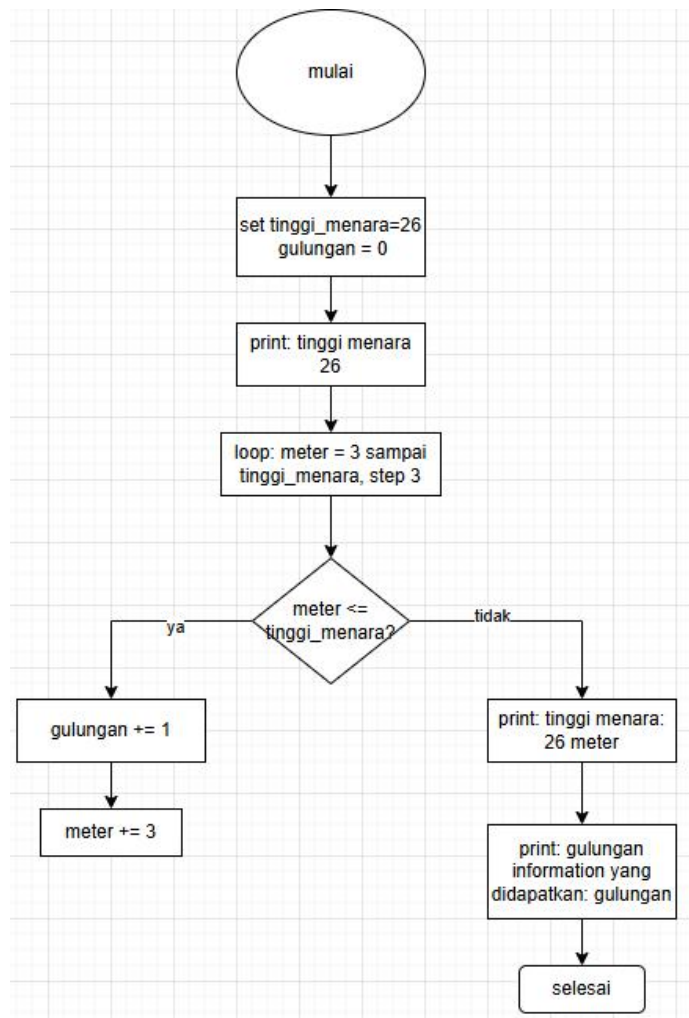 mulai
set tinggi_menara=26
gulungan = 0
print: tinggi menara
26
loop: meter = 3 sampai
tinggi_menara, step 3
meter <=
tinggi_menara?
ya
tidak
gulungan += 1
meter += 3
print: tinggi menara:
26 meter
print: gulungan
information yang
didapatkan: gulungan
selesai